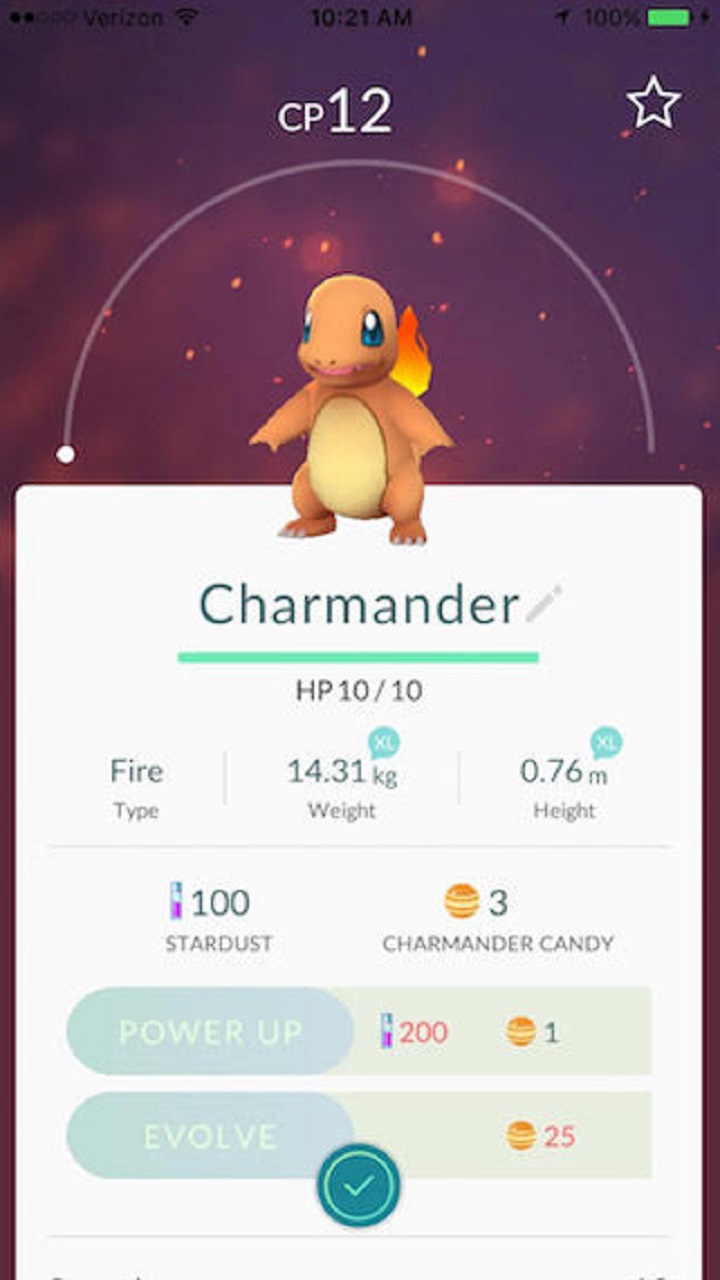 Verizon 10:21 AM 100%
CP12
Charmander
HP 10 / 10
XL XL
Fire 14.31 kg 0.76 m
Type Weight Height
100 3
STARDUST CHARMANDER CANDY
POWER UP 200 1
EVOLVE 25